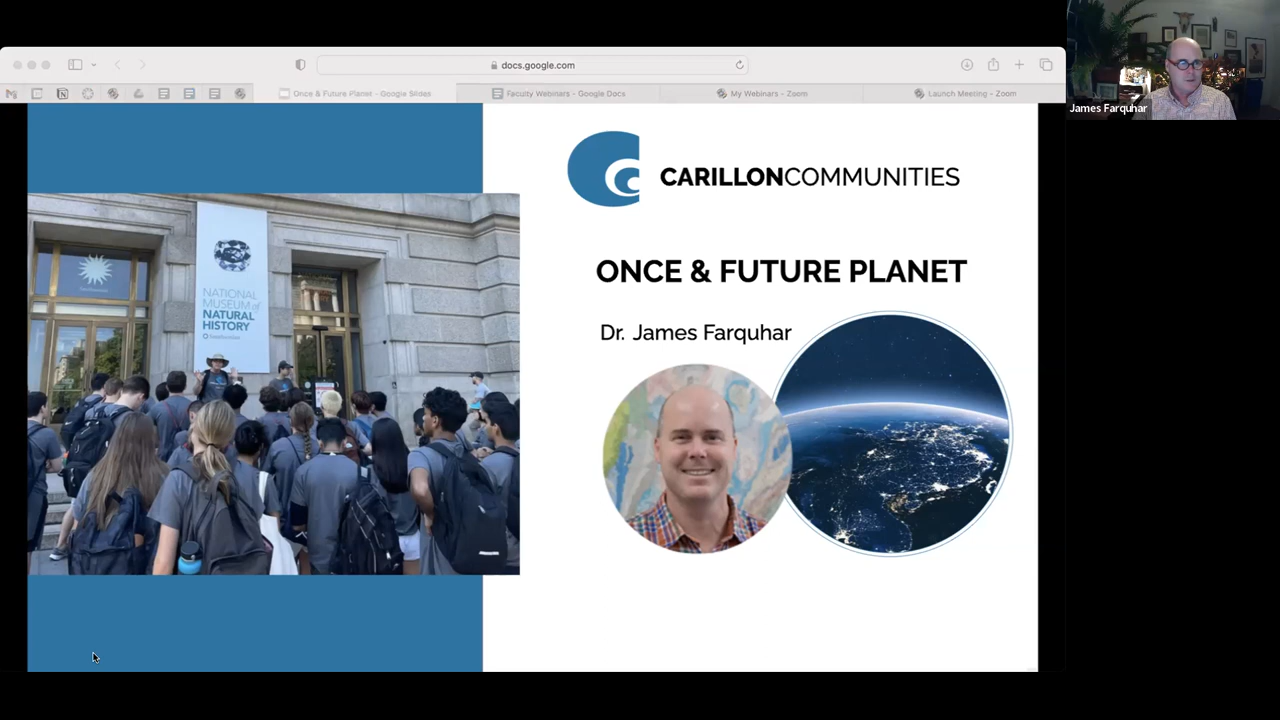 docs.google.com
Once & Future Planet - Google Slides
Faculty Webinars - Google Docs
My Webinars - Zoom
Launch Meeting - Zoom
James Farquhar
CARILLONCOMMUNITIES
ONCE & FUTURE PLANET
Dr. James Farquhar
NATIONAL
MUSEUM of
NATURAL
HISTORY
Smithsonian